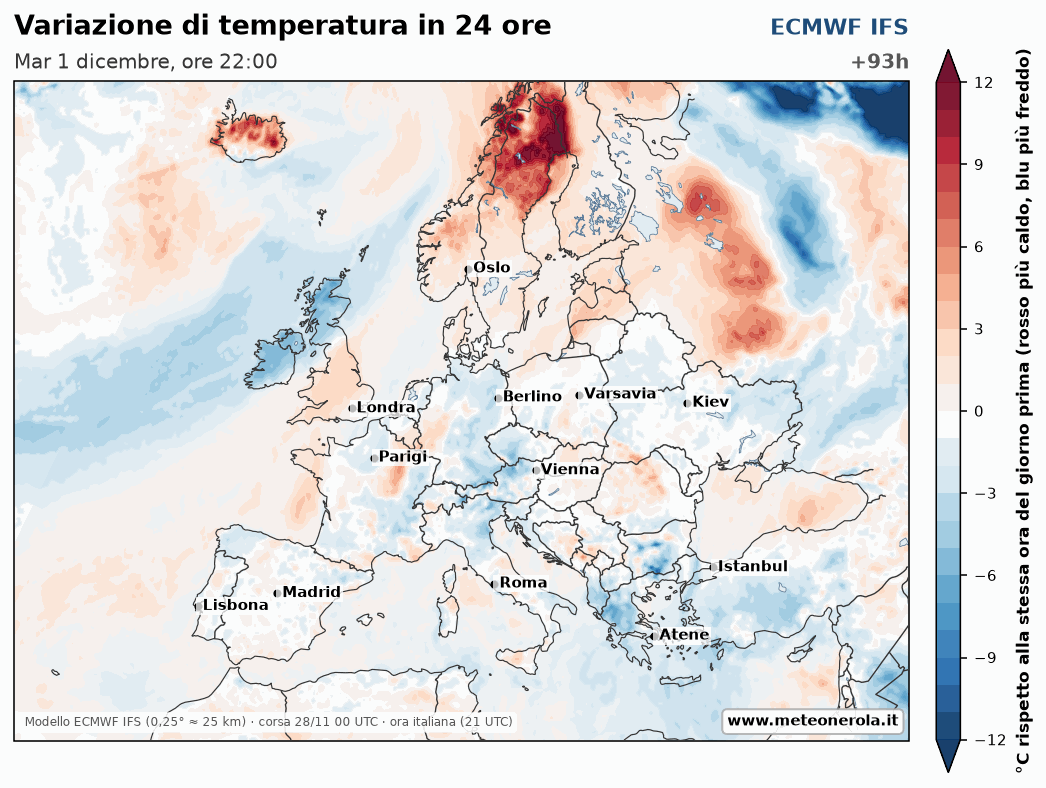 Variazione di temperatura in 24 ore
ECMWF IFS
Mar 1 dicembre, ore 22:00
+93h
Oslo
Londra
Berlino
Varsavia
Kiev
Parigi
Vienna
Istanbul
Roma
Madrid
Lisbona
Atene
Modello ECMWF IFS (0,25° ≈ 25 km) · corsa 28/11 00 UTC · ora italiana (21 UTC)
www.meteonerola.it
12
9
6
3
0
−3
−6
−9
−12
°C rispetto alla stessa ora del giorno prima (rosso più caldo, blu più freddo)